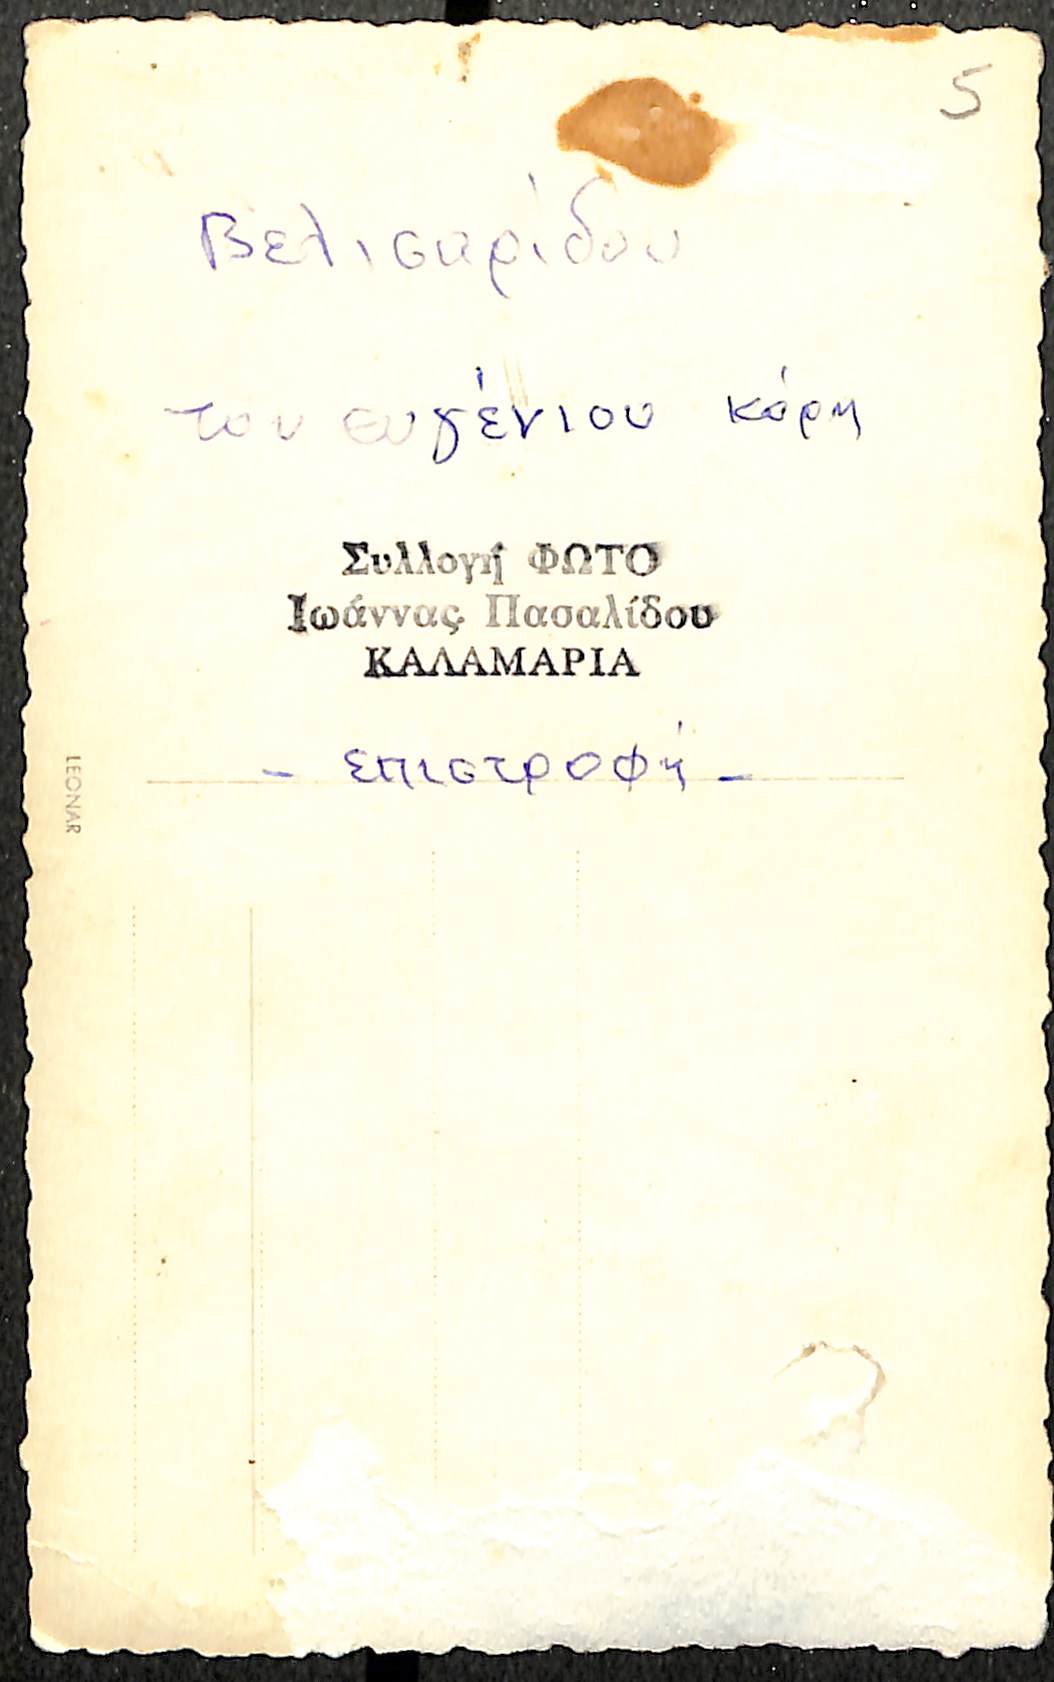 5
Βελισαρίδου
του ευγένιου κόρη
Συλλογή ΦΩΤΟ
Ιωάννας Πασαλίδου
ΚΑΛΑΜΑΡΙΑ
- επιστροφή -
LEONAR